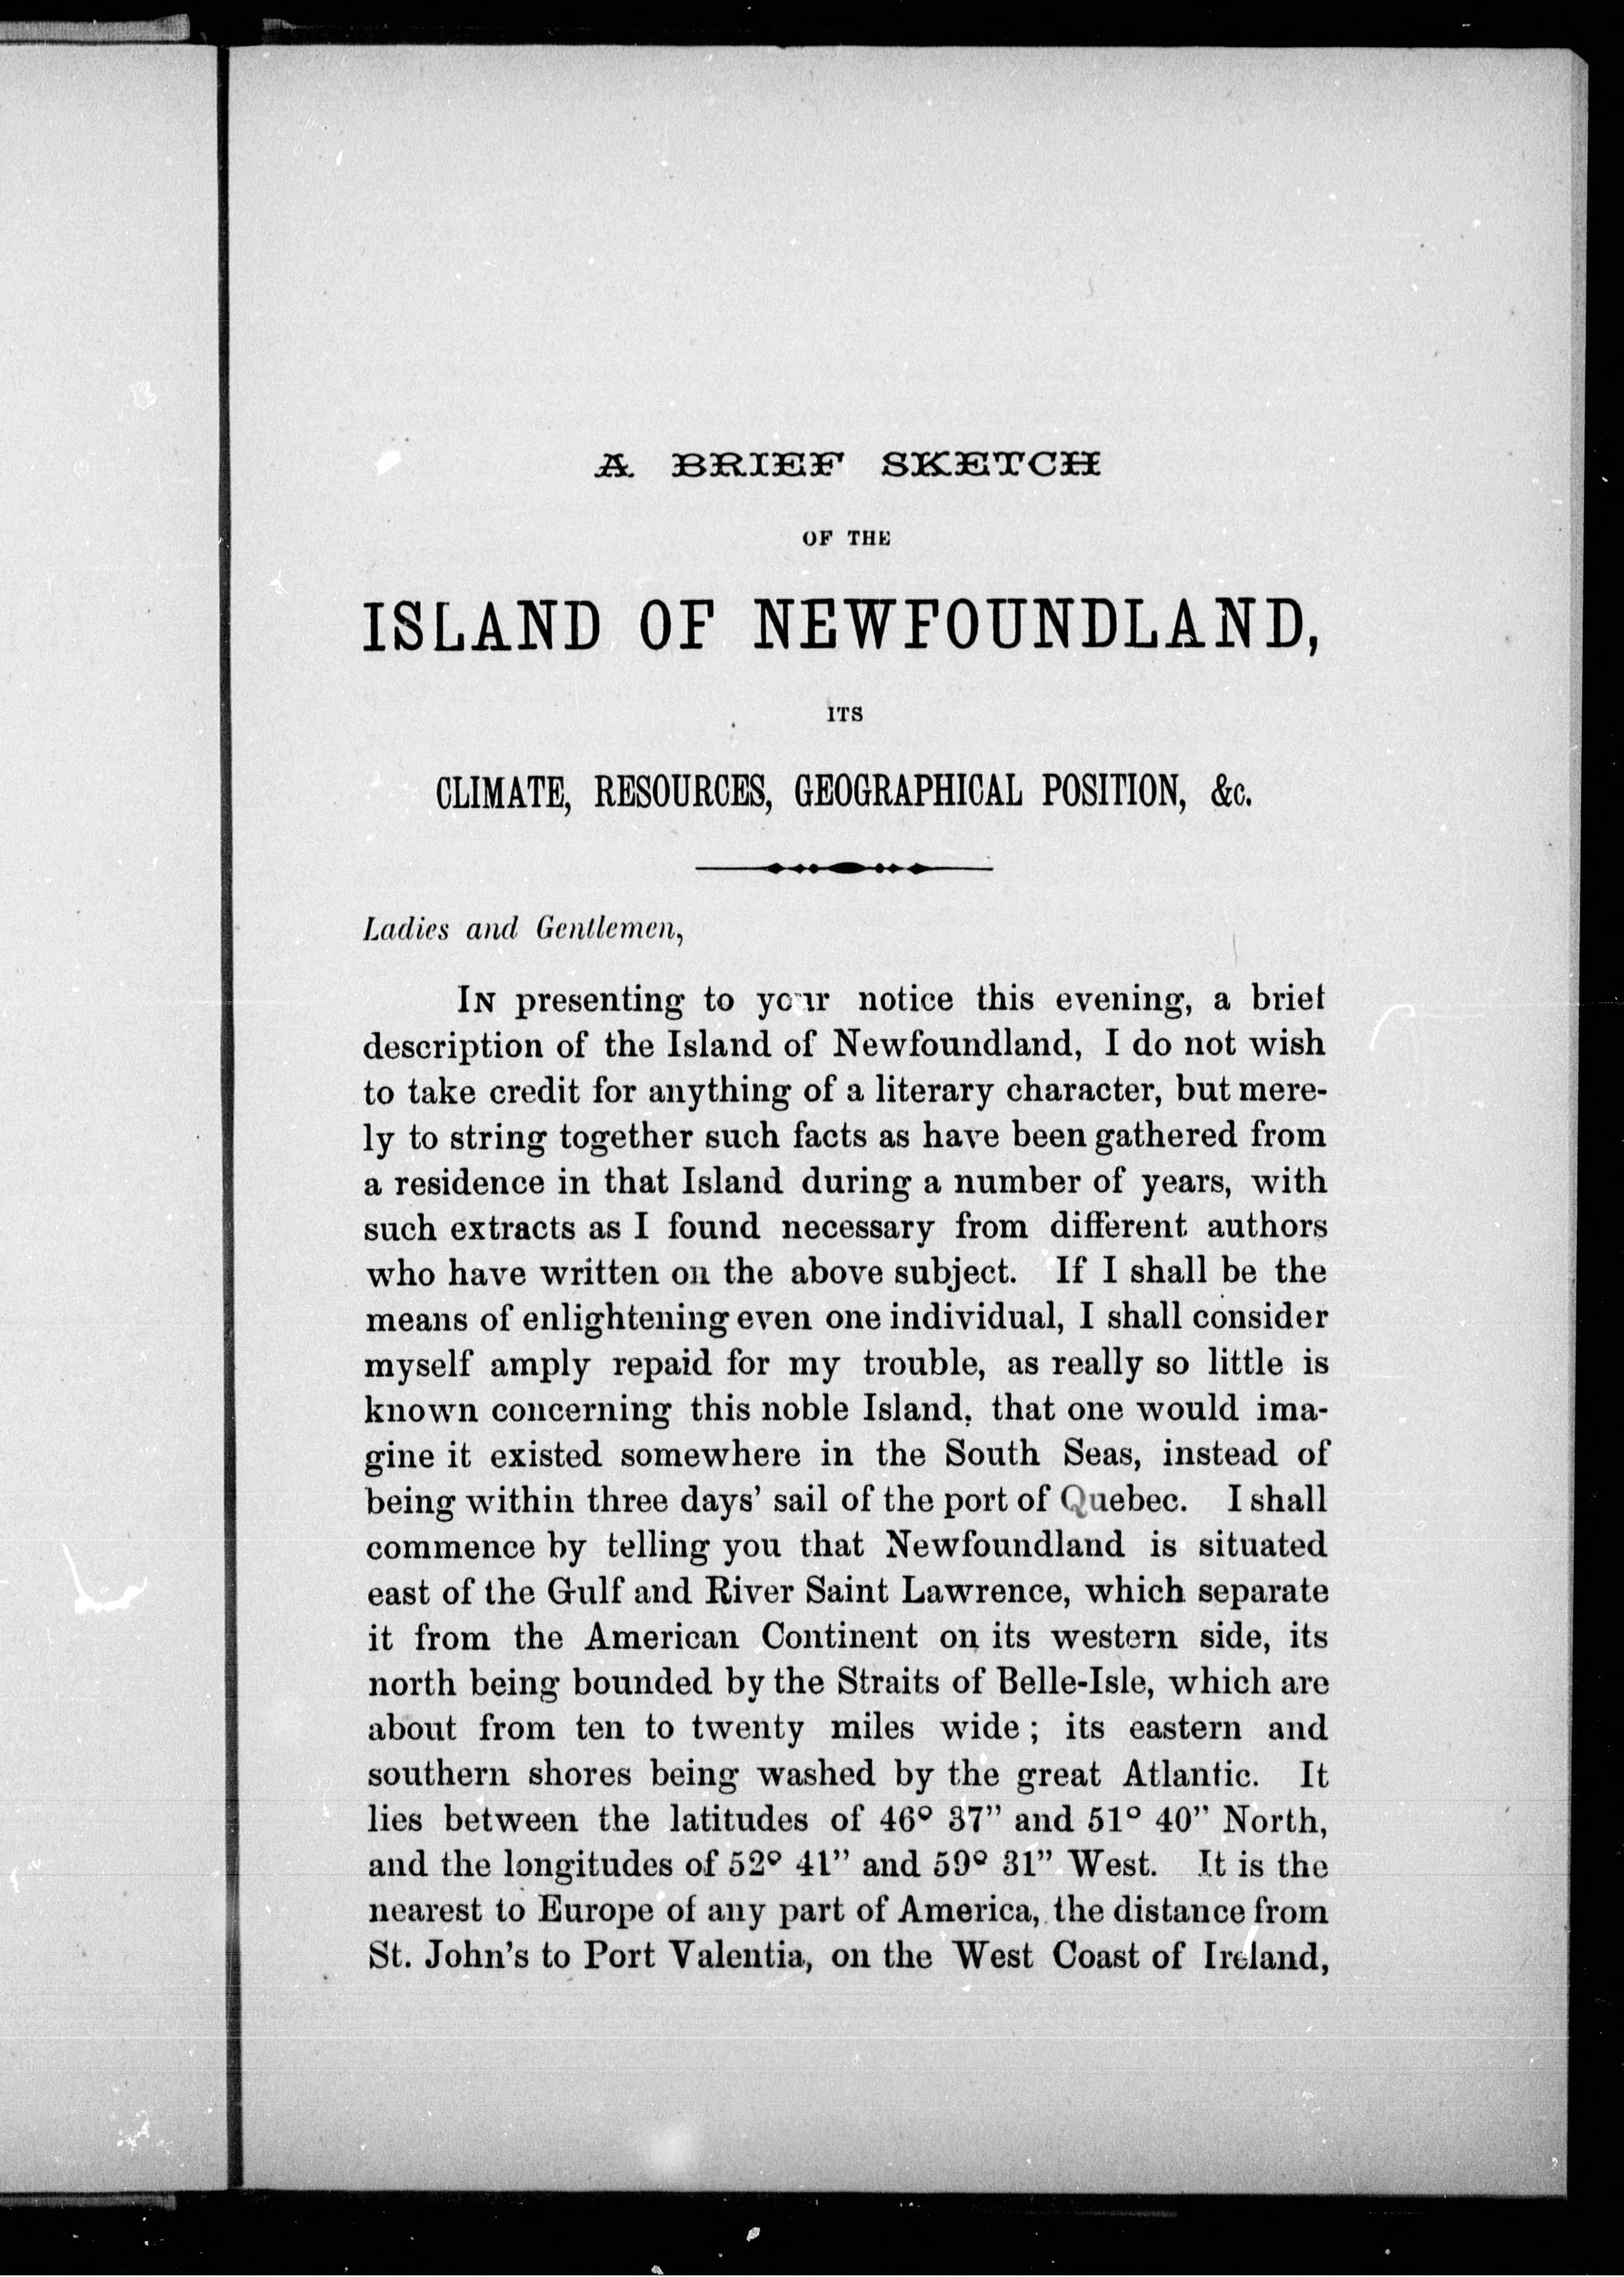 A BRIEF SKETCH
OF THE
ISLAND OF NEWFOUNDLAND,
ITS
CLIMATE, RESOURCES, GEOGRAPHICAL POSITION, &c.
Ladies and Gentlemen,
IN presenting to your notice this evening, a brief
description of the Island of Newfoundland, I do not wish
to take credit for anything of a literary character, but mere-
ly to string together such facts as have been gathered from
a residence in that Island during a number of years, with
such extracts as I found necessary from different authors
who have written on the above subject. If I shall be the
means of enlightening even one individual, I shall consider
myself amply repaid for my trouble, as really so little is
known concerning this noble Island, that one would ima-
gine it existed somewhere in the South Seas, instead of
being within three days' sail of the port of Quebec. I shall
commence by telling you that Newfoundland is situated
east of the Gulf and River Saint Lawrence, which separate
it from the American Continent on its western side, its
north being bounded by the Straits of Belle-Isle, which are
about from ten to twenty miles wide ; its eastern and
southern shores being washed by the great Atlantic. It
lies between the latitudes of 46° 37” and 51° 40” North,
and the longitudes of 52° 41” and 59° 31” West. It is the
nearest to Europe of any part of America, the distance from
St. John's to Port Valentia, on the West Coast of Ireland,